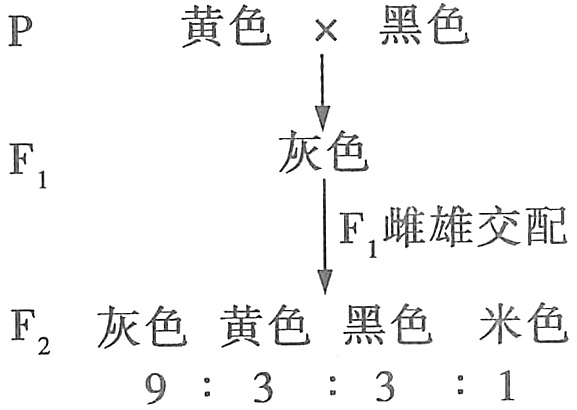 P 黄色 × 黑色
F₁ 灰色
F₁雌雄交配
F₂ 灰色 黄色 黑色 米色
9 : 3 : 3 : 1